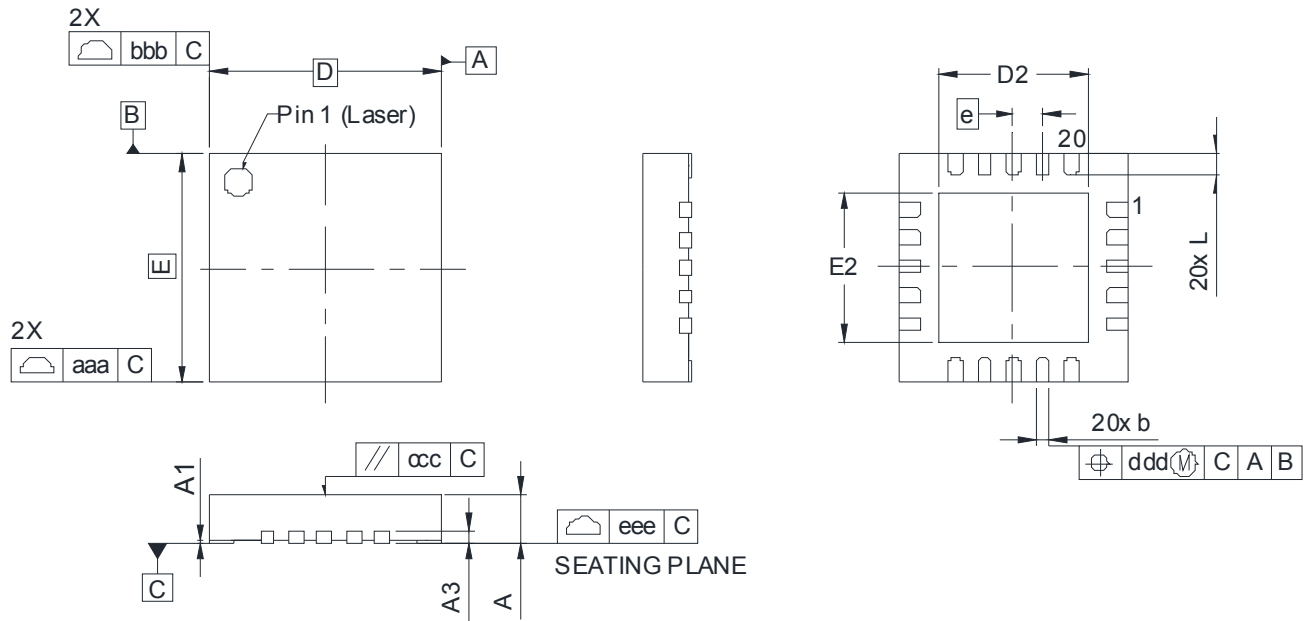 2X
bbb C
D
A
B
Pin 1 (Laser)
E
2X
aaa C
A1
// ccc C
C
A3
A
eee C
SEATING PLANE
D2
e
20
1
E2
20x L
20x b
ddd Ⓜ C A B